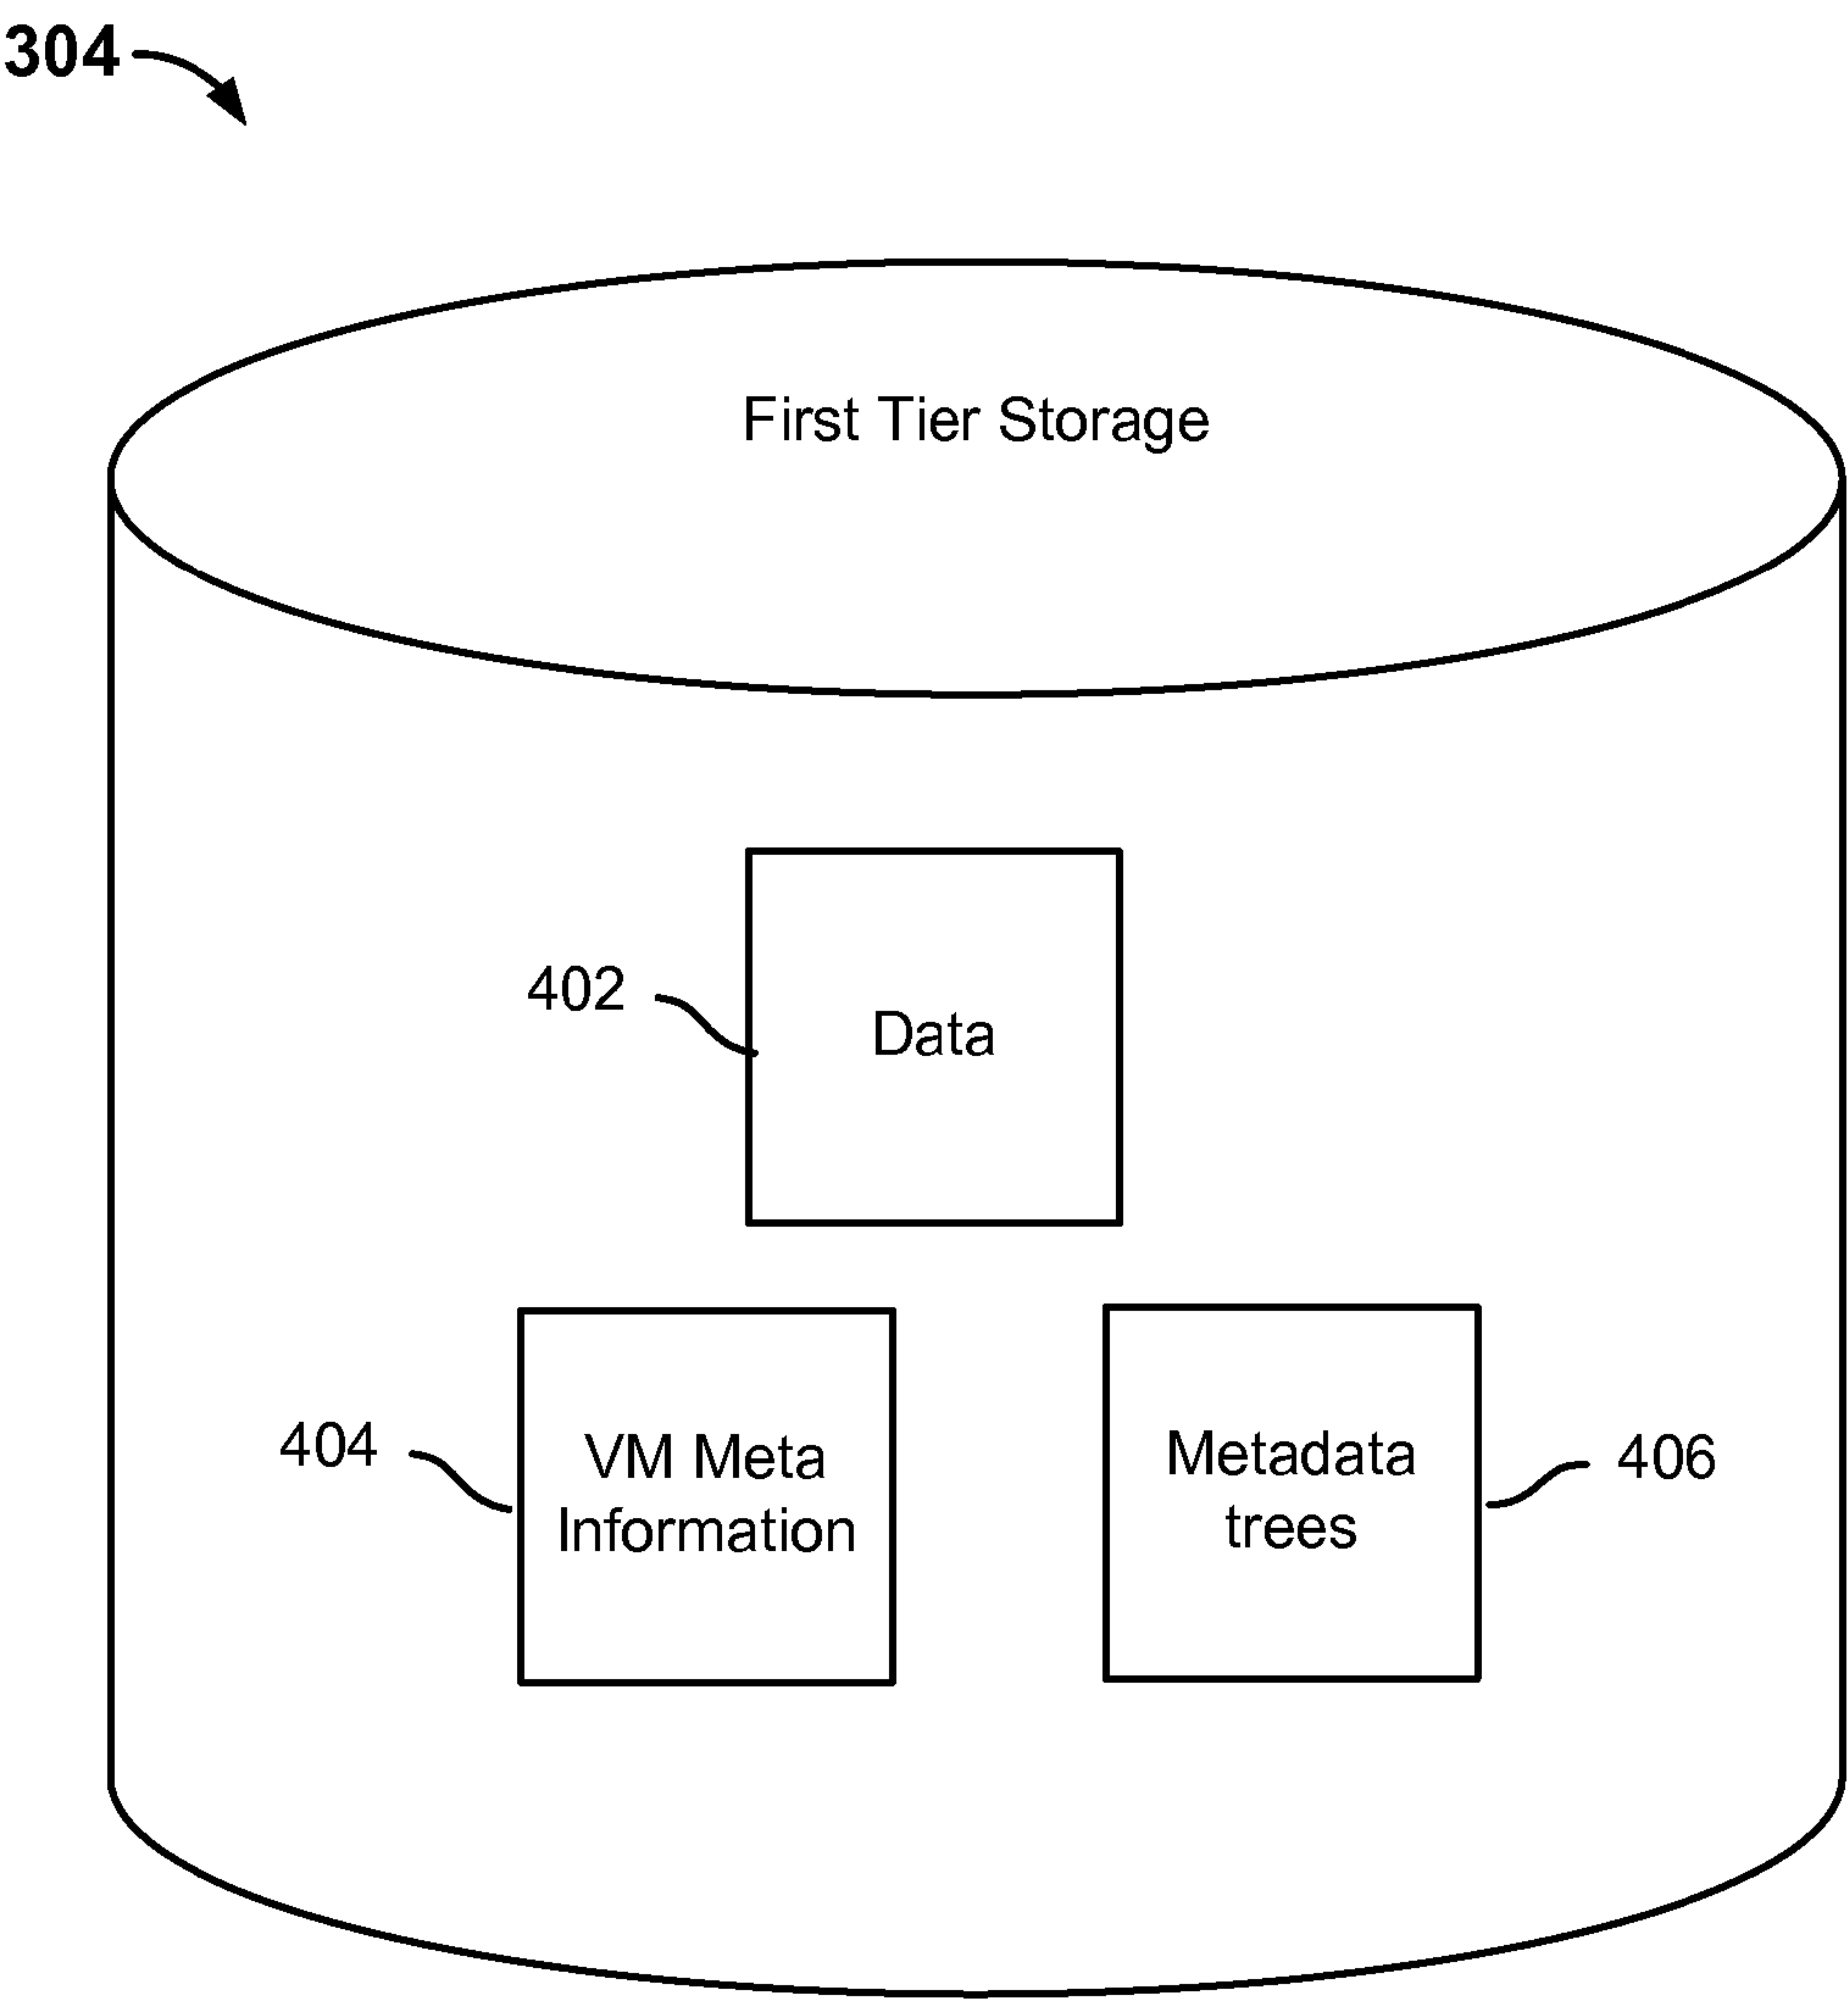 304
First Tier Storage
402
Data
404
VM Meta
Information
Metadata
trees
406